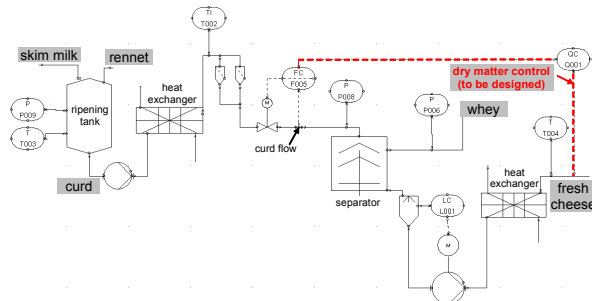 TI
T002
QC
Q001
skim milk
rennet
FC
F005
dry matter control
(to be designed)
P
P009
ripening
tank
heat
exchanger
P
P008
P
P006
whey
T
T003
M
T
T004
curd flow
heat
exchanger
curd
separator
LC
L001
fresh
cheese
M